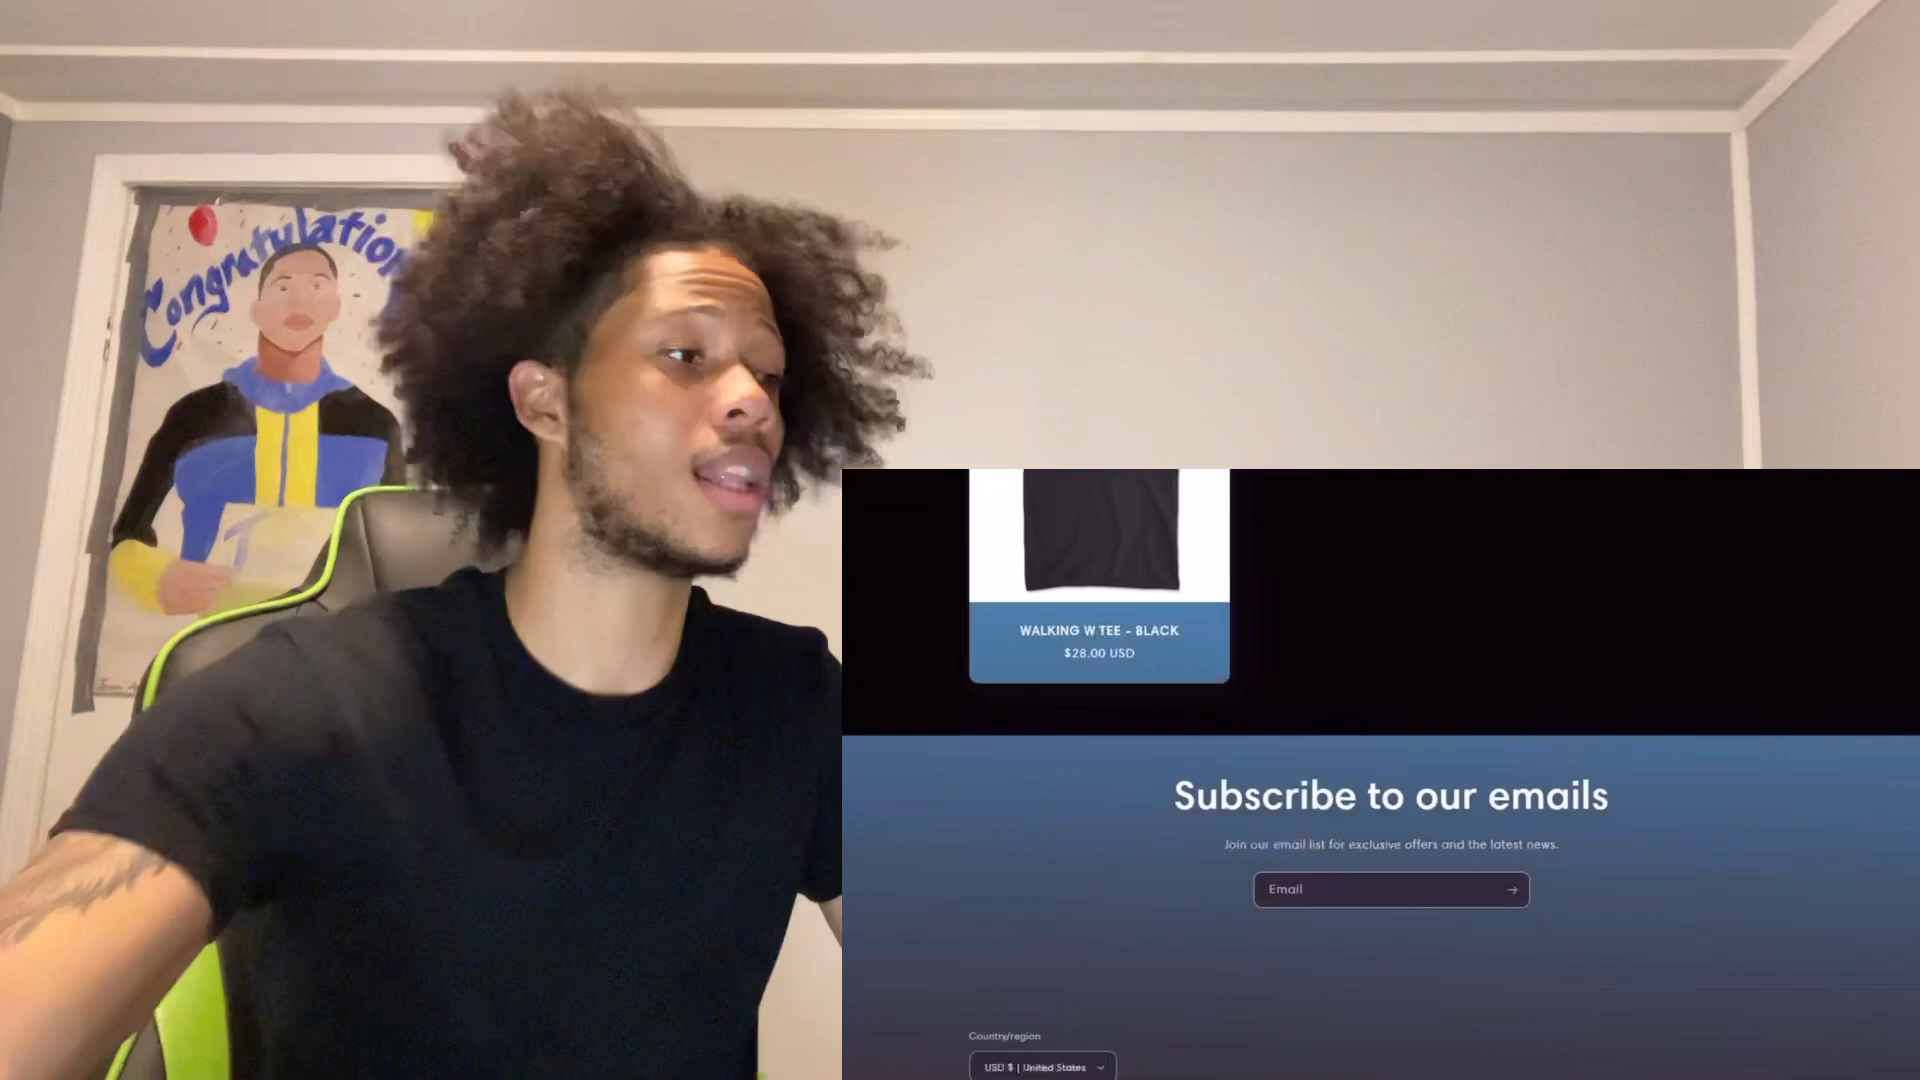 Congratulation
WALKING W TEE - BLACK
$28.00 USD
Subscribe to our emails
Join our email list for exclusive offers and the latest news.
Email
Country/region
USD $ | United States